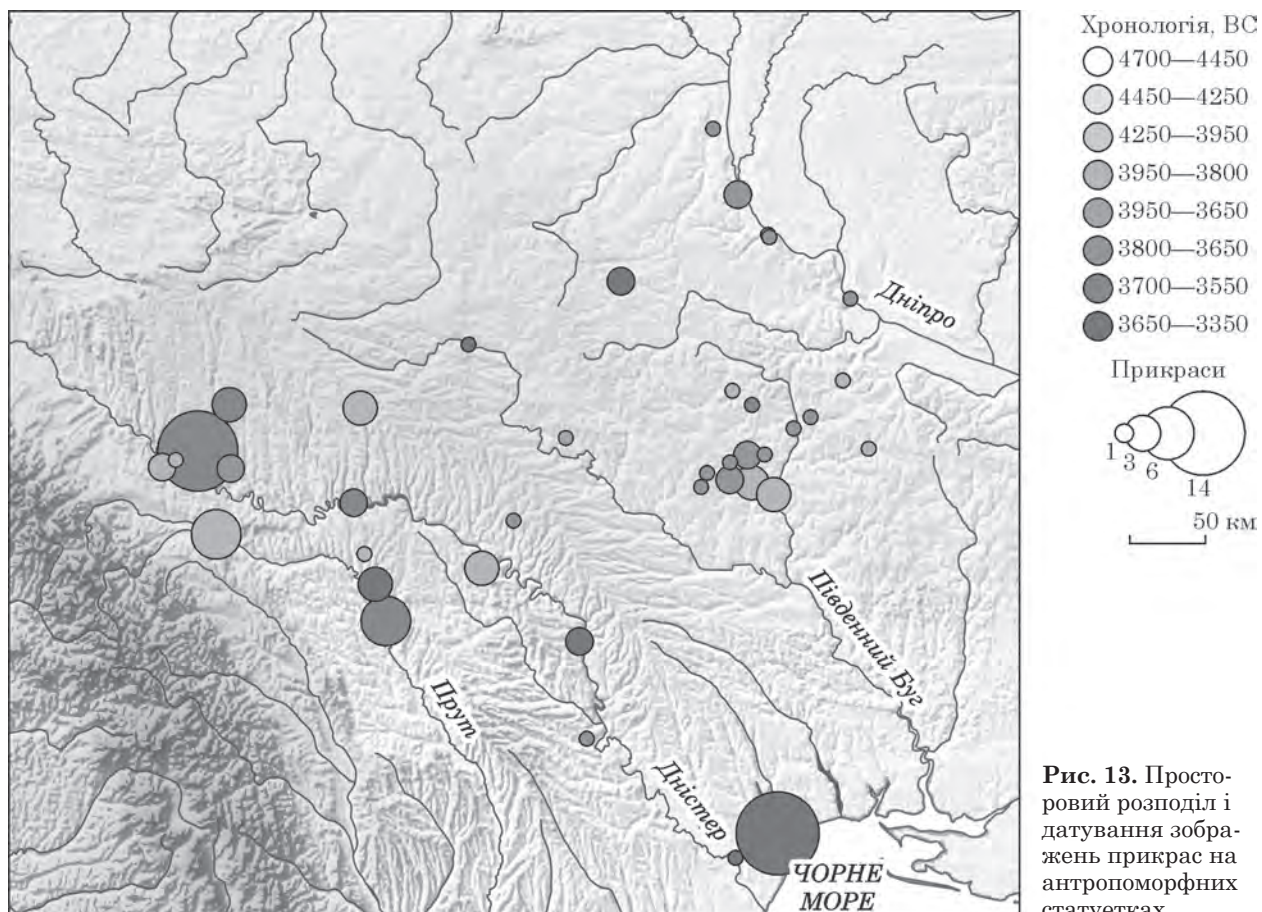 Хронологія, BC
4700—4450
4450—4250
4250—3950
3950—3800
3950—3650
3800—3650
3700—3550
3650—3350
Прикраси
1
3
6
14
50 км
Дніпро
Південний Буг
Прут
Дністер
ЧОРНЕ
МОРЕ
Рис. 13. Просто-
ровий розподіл і
датування зобра-
жень прикрас на
антропоморфних
статуетках